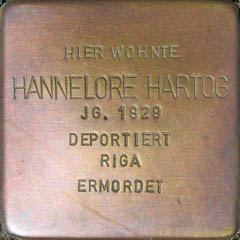 HIER WOHNTE
HANNELORE HARTOG
JG. 1929
DEPORTIERT
RIGA
ERMORDET